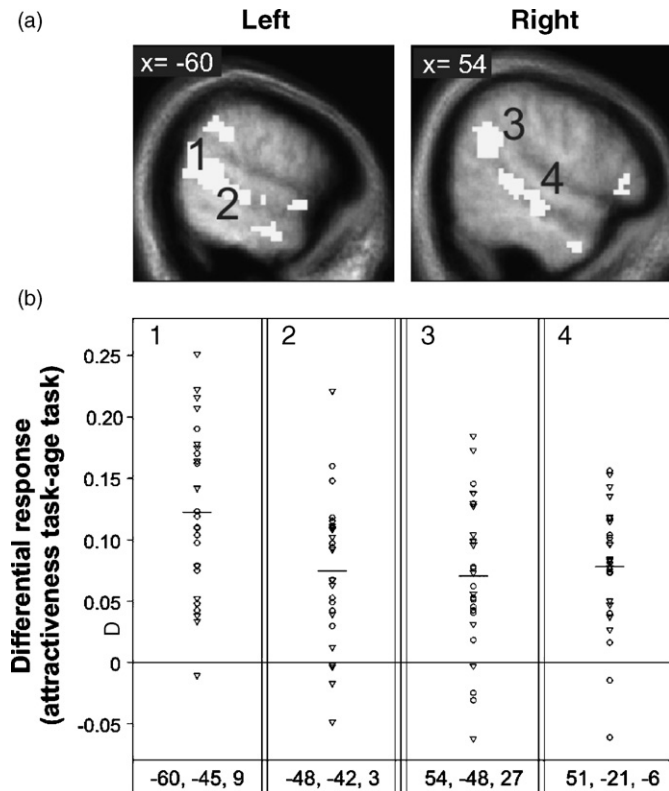 (a) Left Right
x= -60 x= 54
1 2 3 4
(b)
Differential response
(attractiveness task-age task)
D
1 2 3 4
0.25
0.20
0.15
0.10
0.05
0
-0.05
-60, -45, 9 -48, -42, 3 54, -48, 27 51, -21, -6